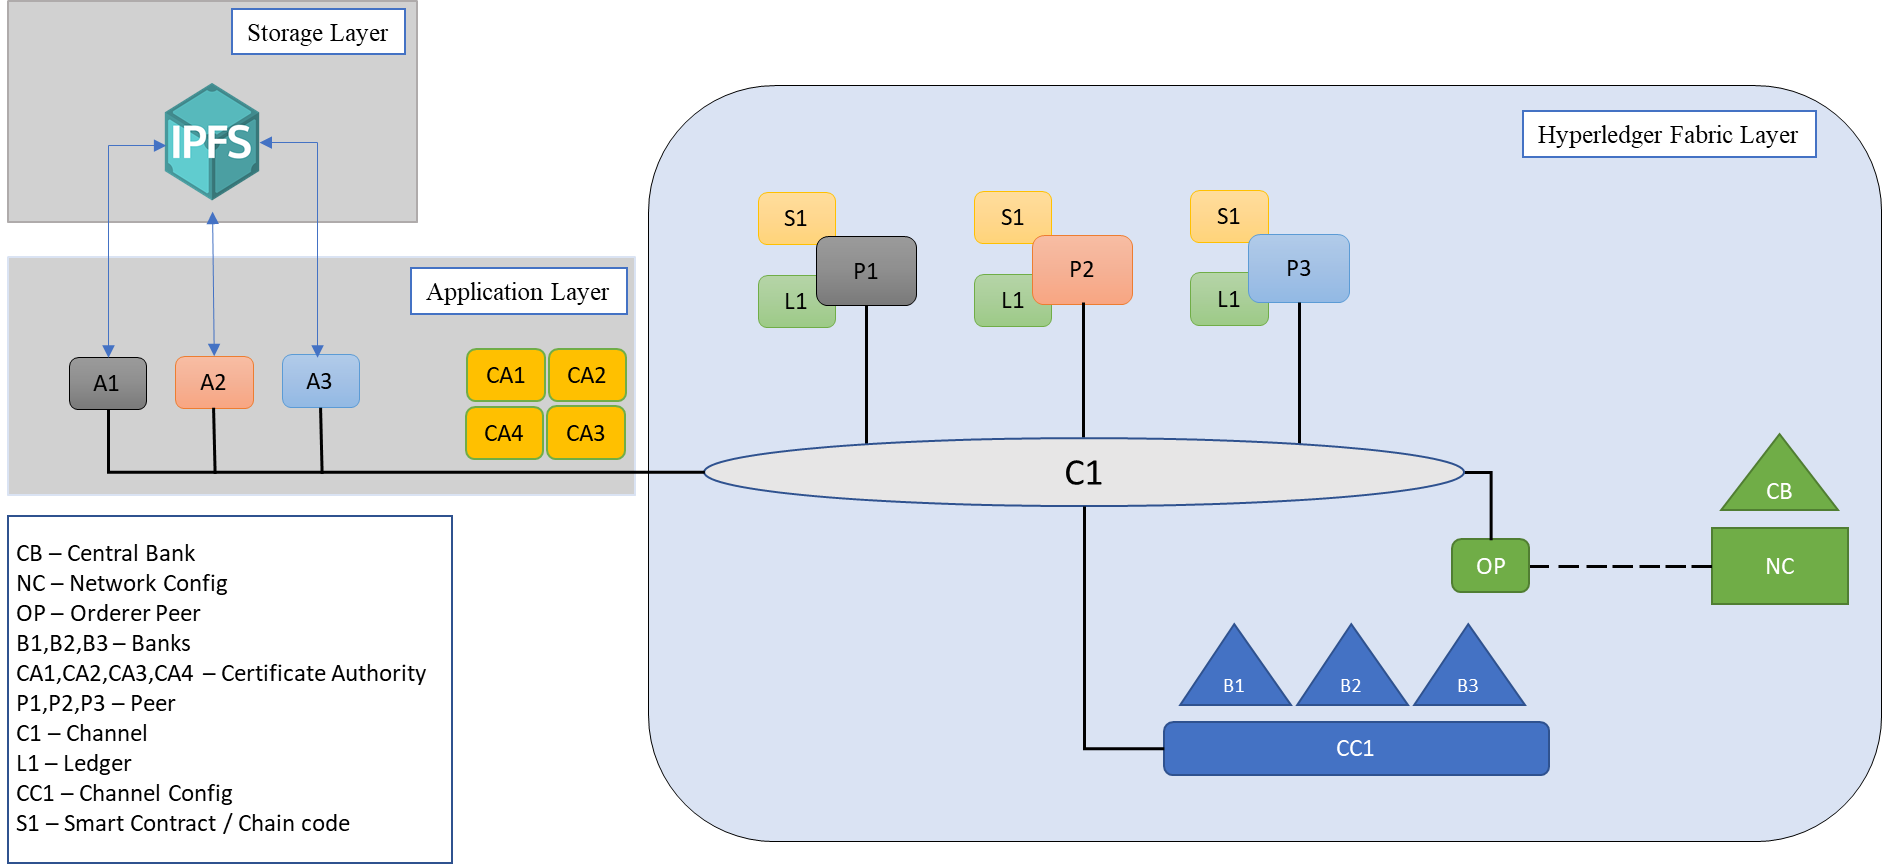 Storage Layer
IPFS
Application Layer
A1
A2
A3
CA1
CA2
CA4
CA3
Hyperledger Fabric Layer
S1
P1
L1
S1
P2
L1
S1
P3
L1
C1
CB
OP
NC
B1
B2
B3
CC1
CB – Central Bank
NC – Network Config
OP – Orderer Peer
B1,B2,B3 – Banks
CA1,CA2,CA3,CA4 – Certificate Authority
P1,P2,P3 – Peer
C1 – Channel
L1 – Ledger
CC1 – Channel Config
S1 – Smart Contract / Chain code